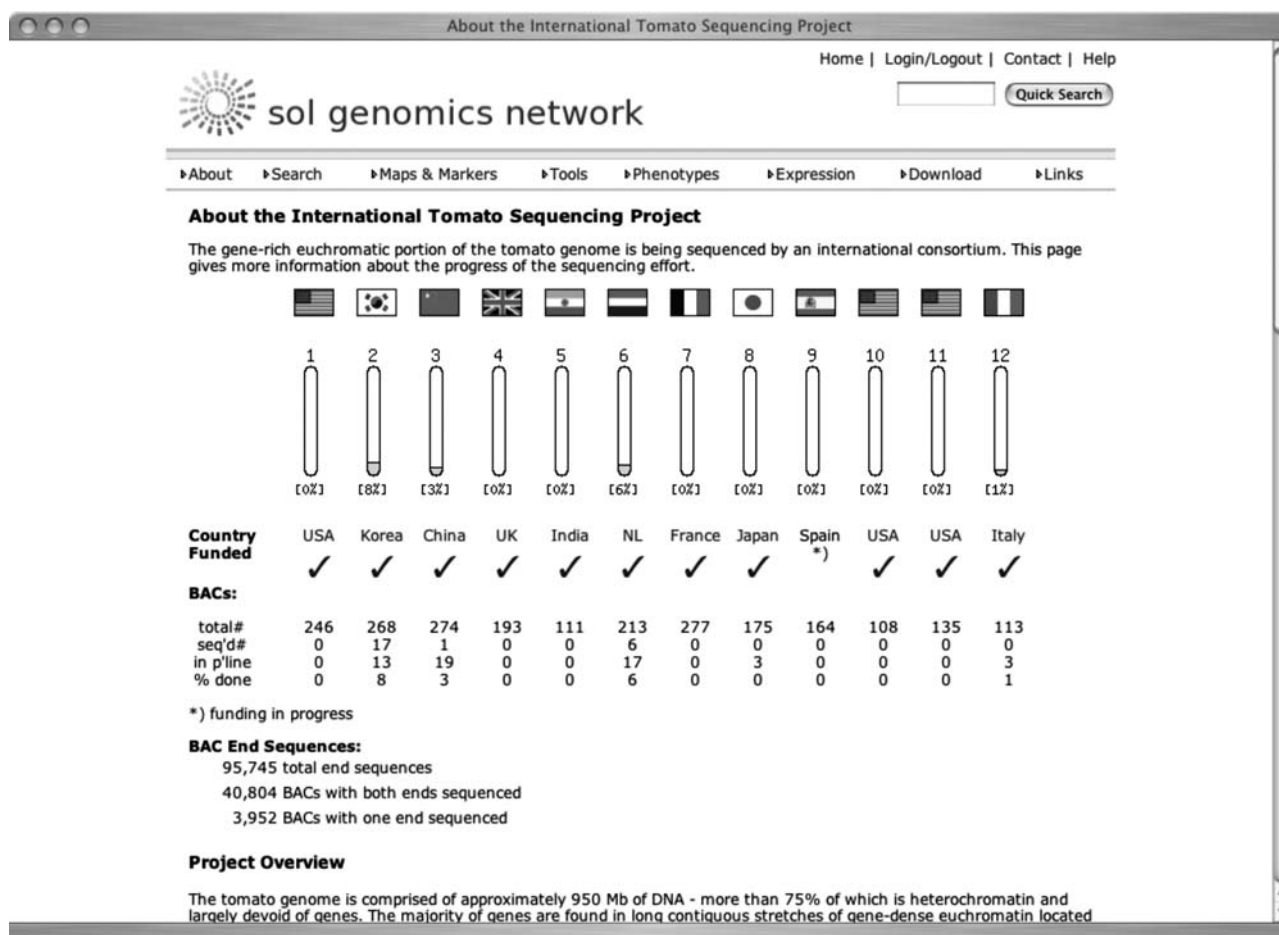 About the International Tomato Sequencing Project
Home | Login/Logout | Contact | Help
Quick Search
sol genomics network
About Search Maps & Markers Tools Phenotypes Expression Download Links
About the International Tomato Sequencing Project
The gene-rich euchromatic portion of the tomato genome is being sequenced by an international consortium. This page
gives more information about the progress of the sequencing effort.
1 2 3 4 5 6 7 8 9 10 11 12
[0%] [8%] [3%] [0%] [0%] [6%] [0%] [0%] [0%] [0%] [0%] [1%]
Country USA Korea China UK India NL France Japan Spain USA USA Italy
Funded ✓ ✓ ✓ ✓ ✓ ✓ ✓ ✓ *) ✓ ✓ ✓
BACs:
total# 246 268 274 193 111 213 277 175 164 108 135 113
seq'd# 0 17 1 0 0 6 0 0 0 0 0 0
in p'line 0 13 19 0 0 17 0 3 0 0 0 3
% done 0 8 3 0 0 6 0 0 0 0 0 1
*) funding in progress
BAC End Sequences:
95,745 total end sequences
40,804 BACs with both ends sequenced
3,952 BACs with one end sequenced
Project Overview
The tomato genome is comprised of approximately 950 Mb of DNA - more than 75% of which is heterochromatin and
largely devoid of genes. The majority of genes are found in long contiguous stretches of gene-dense euchromatin located